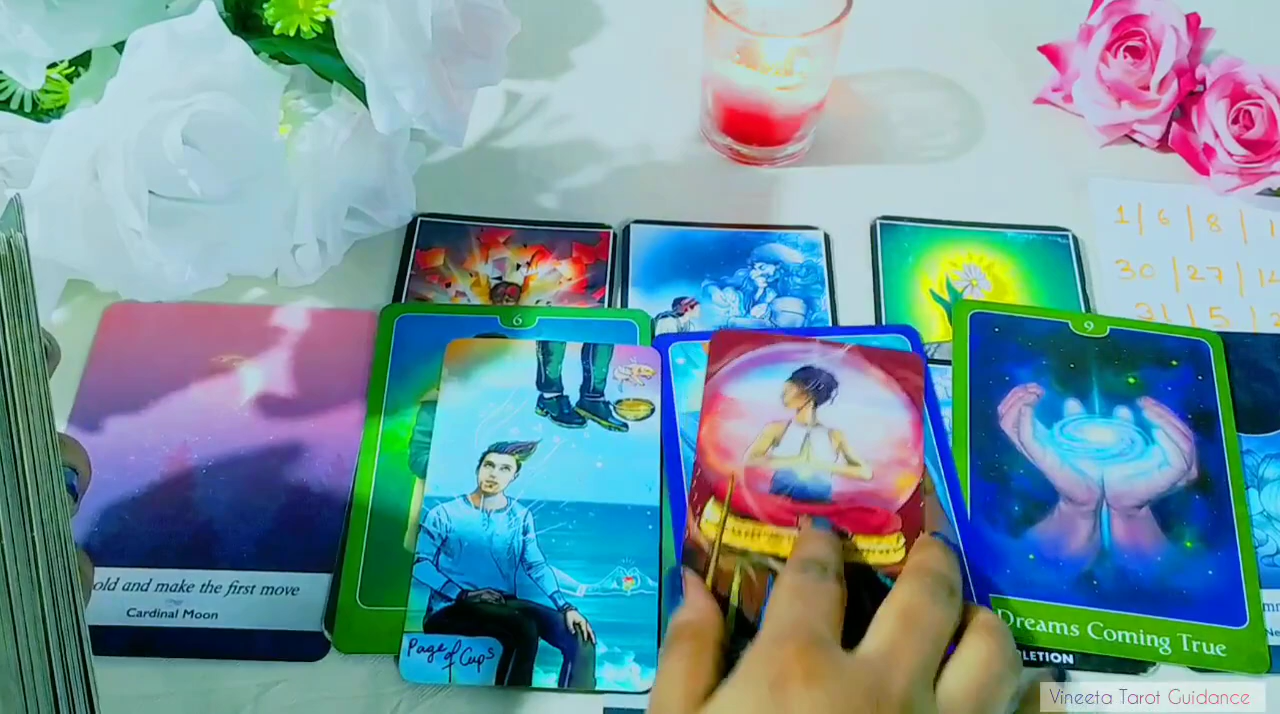 1 | 6 | 8 |
30 | 27 |
31 | 5 |
6
9
old and make the first move
Cardinal Moon
Page of Cups
Dreams Coming True
LETION
Vineeta Tarot Guidance